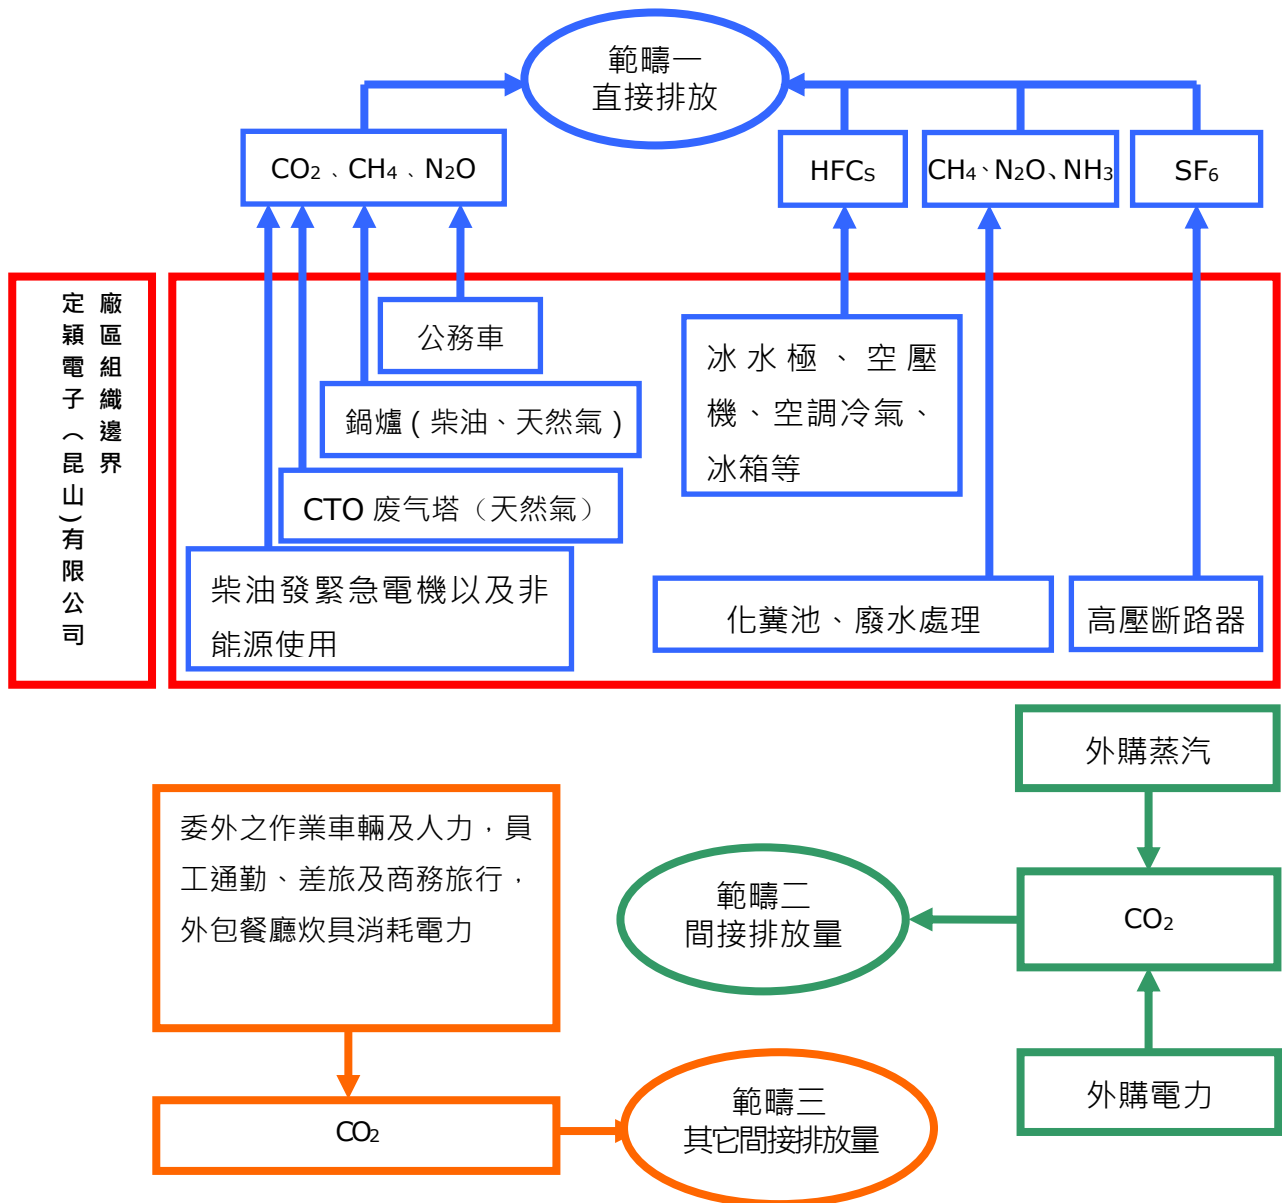 範疇一
直接排放
CO2、CH4、N2O
HFCS
CH4、N2O、NH3
SF6
廠區組織邊界
定穎電子（昆山)有限公司
公務車
鍋爐(柴油、天然氣)
CTO 废气塔（天然氣）
柴油發緊急電機以及非
能源使用
冰水極、空壓
機、空調冷氣、
冰箱等
化糞池、廢水處理
高壓断路器
外購蒸汽
委外之作業車輛及人力，員
工通勤、差旅及商務旅行，
外包餐廳炊具消耗電力
範疇二
間接排放量
CO2
外購電力
CO2
範疇三
其它間接排放量